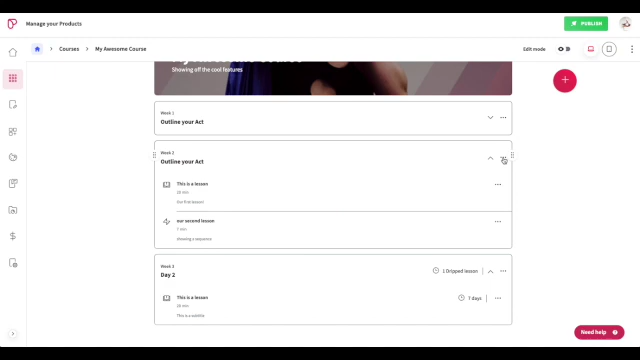 Manage your Products
PUBLISH
Courses
My Awesome Course
Edit mode
Showing off the cool features
Week 1
Outline your Act
Week 2
Outline your Act
This is a lesson
20 min
Our first lesson!
our second lesson
7 min
showing a sequence
Week 3
Day 2
1 Dripped lesson
This is a lesson
20 min
This is a subtitle
7 days
Need help